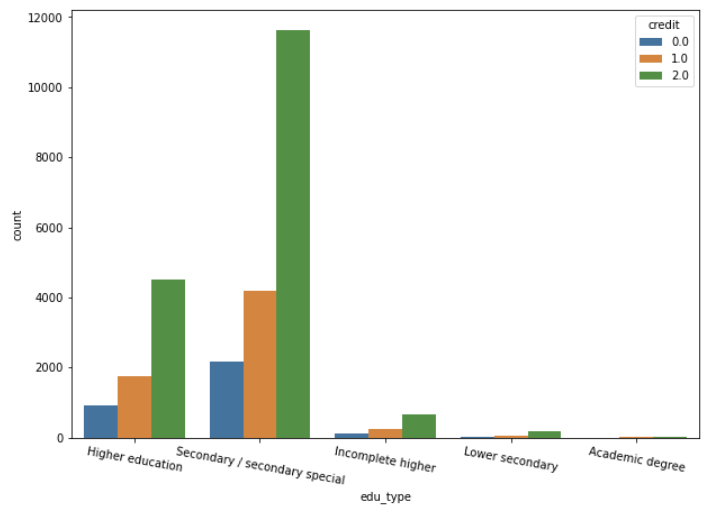 12000
10000
8000
6000
4000
2000
0
count
credit
0.0
1.0
2.0
Higher education
Secondary / secondary special
Incomplete higher
Lower secondary
Academic degree
edu_type